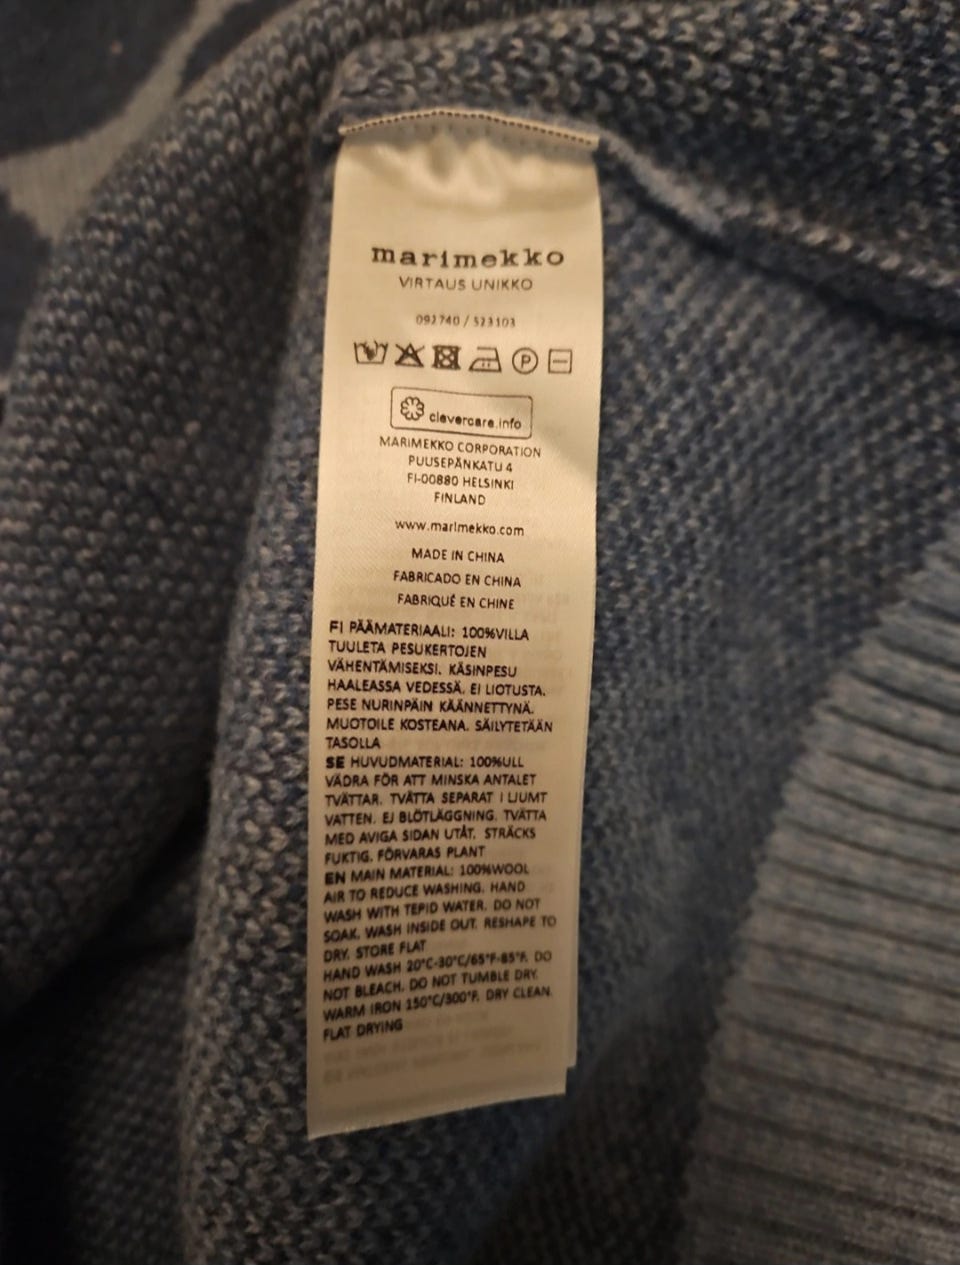 marimekko
VIRTAUS UNIKKO
092740 / 523103
P
clevercare.info
MARIMEKKO CORPORATION
PUUSEPÄNKATU 4
FI-00880 HELSINKI
FINLAND
www.marimekko.com
MADE IN CHINA
FABRICADO EN CHINA
FABRIQUÉ EN CHINE
FI PÄÄMATERIAALI: 100%VILLA
TUULETA PESUKERTOJEN
VÄHENTÄMISEKSI. KÄSINPESU
HAALEASSA VEDESSÄ. EI LIOTUSTA.
PESE NURINPÄIN KÄÄNNETTYNÄ.
MUOTOILE KOSTEANA. SÄILYTETÄÄN
TASOLLA
SE HUVUDMATERIAL: 100%ULL
VÄDRA FÖR ATT MINSKA ANTALET
TVÄTTAR. TVÄTTA SEPARAT I LJUMT
VATTEN. EJ BLÖTLÄGGNING. TVÄTTA
MED AVIGA SIDAN UTÅT. STRÄCKS
FUKTIG. FÖRVARAS PLANT
EN MAIN MATERIAL: 100%WOOL
AIR TO REDUCE WASHING. HAND
WASH WITH TEPID WATER. DO NOT
SOAK. WASH INSIDE OUT. RESHAPE TO
DRY. STORE FLAT
HAND WASH 20°C-30°C/65°F-85°F. DO
NOT BLEACH. DO NOT TUMBLE DRY.
WARM IRON 150°C/300°F. DRY CLEAN.
FLAT DRYING